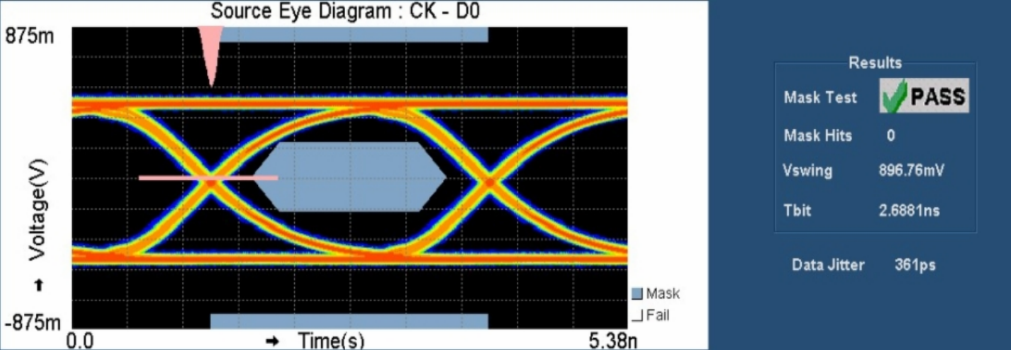 Source Eye Diagram : CK - D0
875m
Voltage(V)
-875m
0.0
Time(s)
5.38n
Mask
Fail
Results
Mask Test PASS
Mask Hits 0
Vswing 896.76mV
Tbit 2.6881ns
Data Jitter 361ps